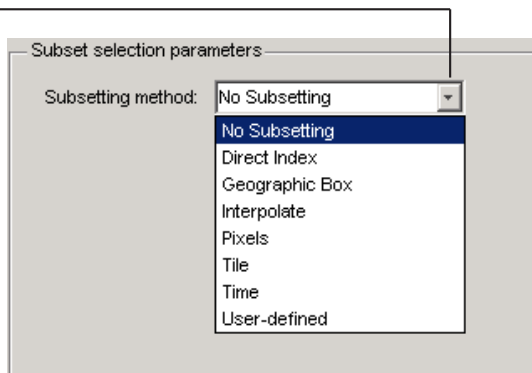 Subset selection parameters
Subsetting method: No Subsetting
No Subsetting
Direct Index
Geographic Box
Interpolate
Pixels
Tile
Time
User-defined